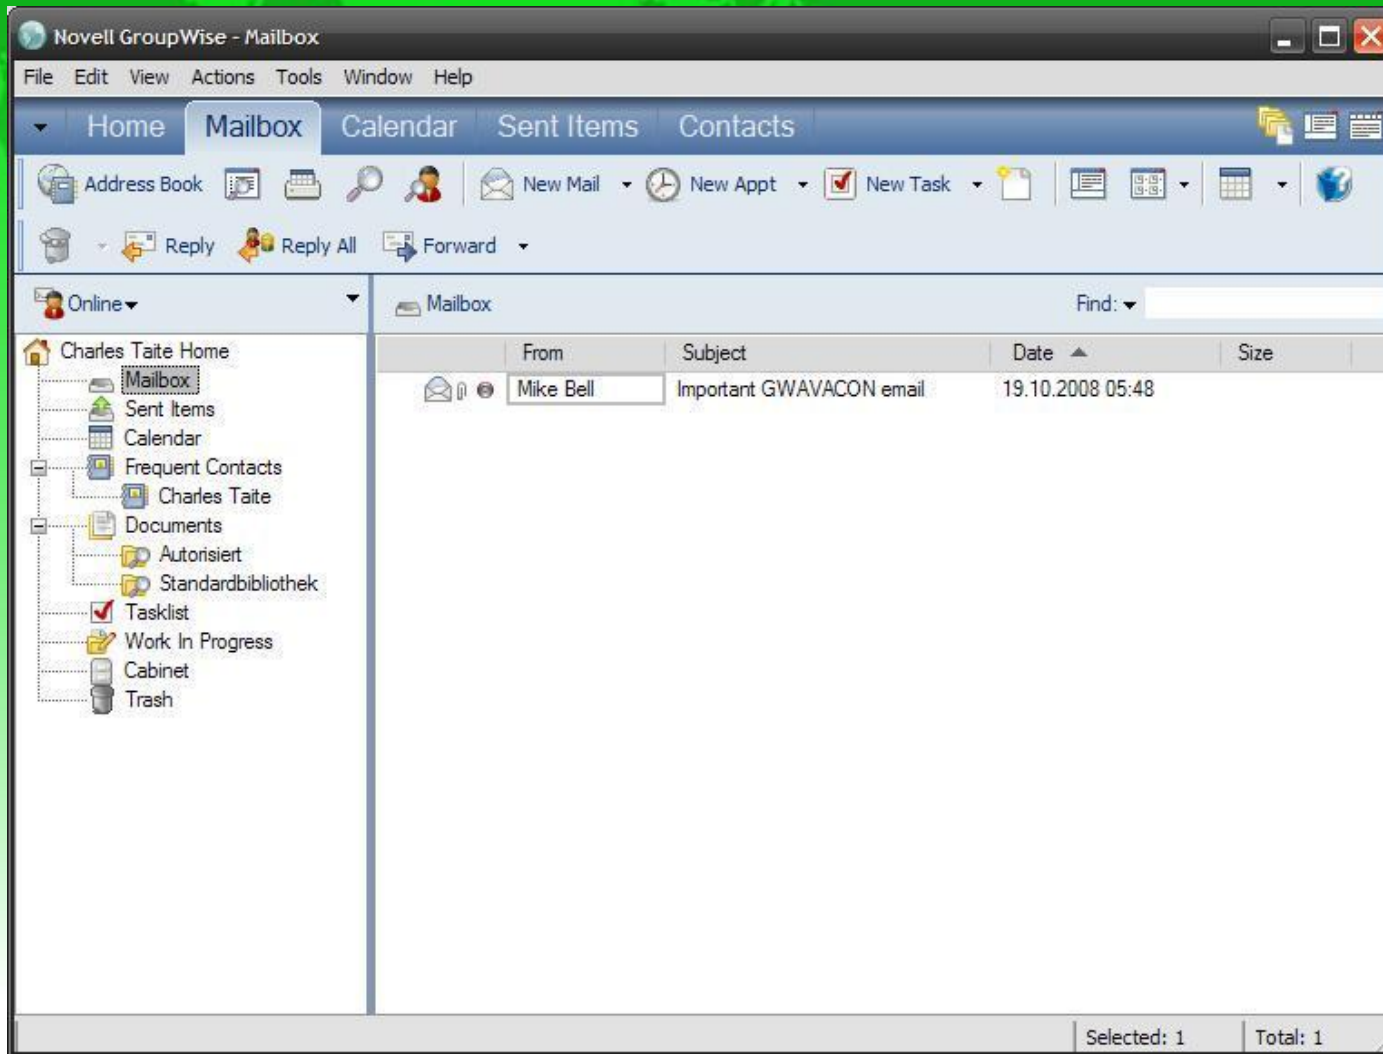 Novell GroupWise - Mailbox
File Edit View Actions Tools Window Help
Home Mailbox Calendar Sent Items Contacts
Address Book New Mail New Appt New Task
Reply Reply All Forward
Online Mailbox Find:
Charles Taite Home
From Subject Date Size
Mailbox
Mike Bell Important GWAVACON email 19.10.2008 05:48
Sent Items
Calendar
Frequent Contacts
Charles Taite
Documents
Autorisiert
Standardbibliothek
Tasklist
Work In Progress
Cabinet
Trash
Selected: 1 Total: 1